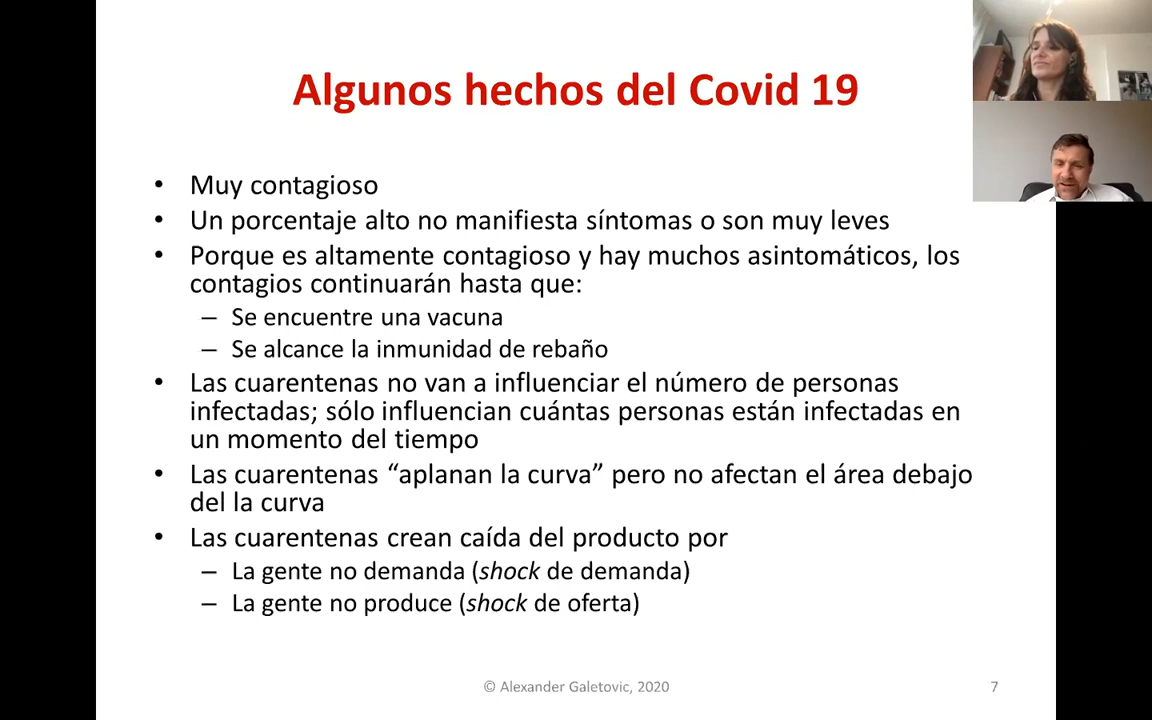 Algunos hechos del Covid 19
• Muy contagioso
• Un porcentaje alto no manifiesta síntomas o son muy leves
• Porque es altamente contagioso y hay muchos asintomáticos, los
contagios continuarán hasta que:
– Se encuentre una vacuna
– Se alcance la inmunidad de rebaño
• Las cuarentenas no van a influenciar el número de personas
infectadas; sólo influencian cuántas personas están infectadas en
un momento del tiempo
• Las cuarentenas “aplanan la curva” pero no afectan el área debajo
del la curva
• Las cuarentenas crean caída del producto por
– La gente no demanda (shock de demanda)
– La gente no produce (shock de oferta)
© Alexander Galetovic, 2020
7